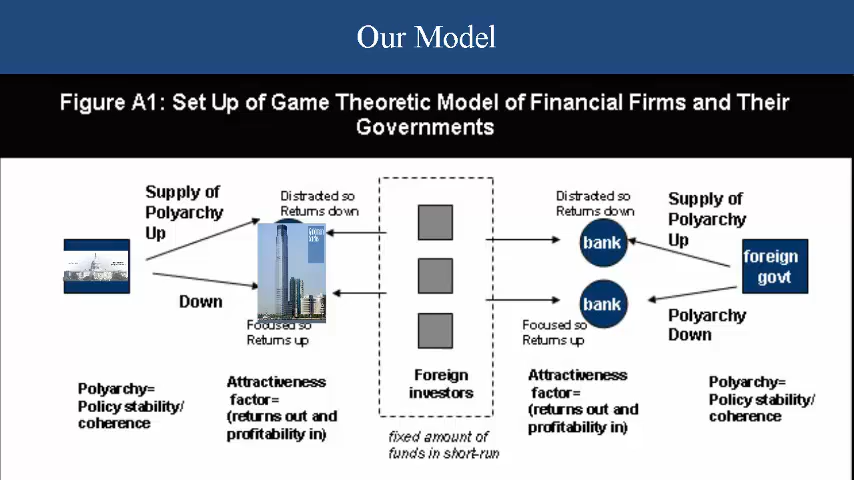 Our Model
Figure A1: Set Up of Game Theoretic Model of Financial Firms and Their
Governments
Supply of
Polyarchy
Up
Distracted so
Returns down
Distracted so
Returns down
Supply of
Polyarchy
Up
bank
foreign
govt
Down
bank
Focused so
Returns up
Focused so
Returns up
Polyarchy
Down
Polyarchy=
Policy stability/
coherence
Attractiveness
factor=
(returns out and
profitability in)
Foreign
investors
Attractiveness
factor=
(returns out and
profitability in)
Polyarchy=
Policy stability/
coherence
fixed amount of
funds in short-run